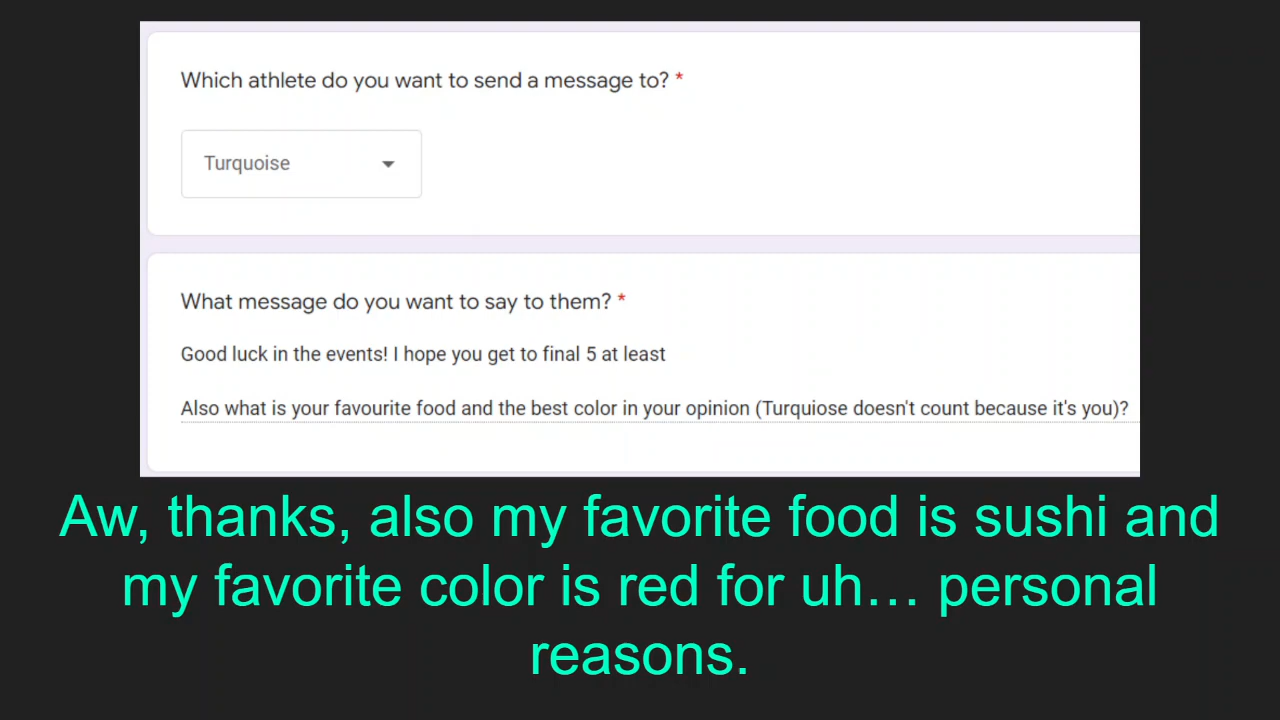 Which athlete do you want to send a message to? *
Turquoise
What message do you want to say to them? *
Good luck in the events! I hope you get to final 5 at least
Also what is your favourite food and the best color in your opinion (Turquiose doesn't count because it's you)?
Aw, thanks, also my favorite food is sushi and
my favorite color is red for uh... personal
reasons.